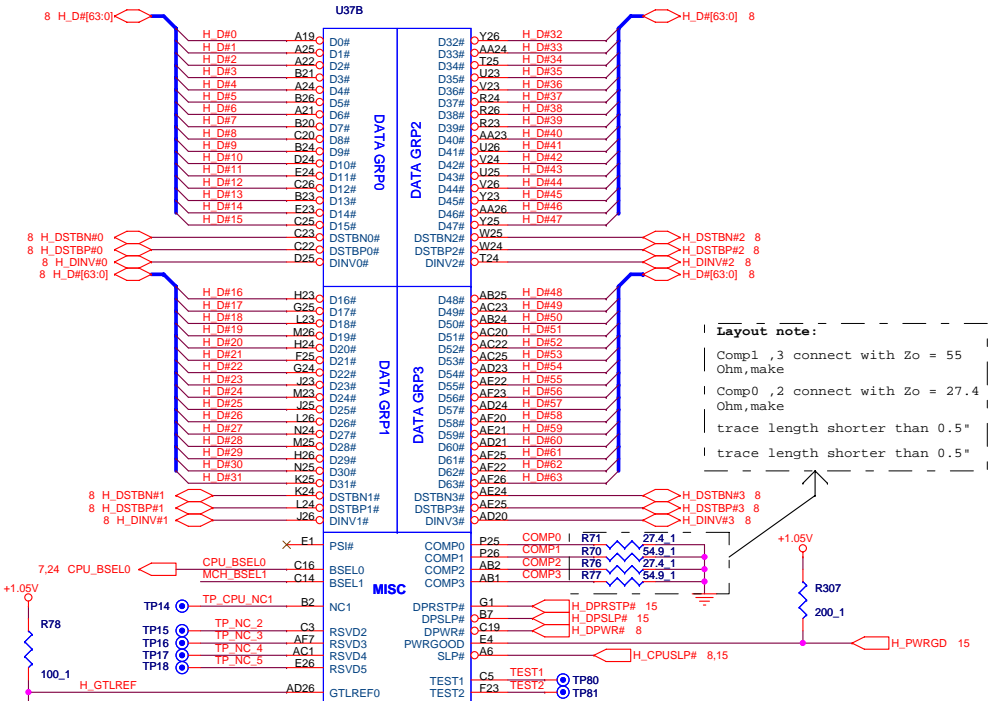 U37B
8 H_D#[63:0]
H_D#[63:0] 8
H_D#0 A19 D0#
H_D#1 A25 D1#
H_D#2 A22 D2#
H_D#3 B21 D3#
H_D#4 A24 D4#
H_D#5 B26 D5#
H_D#6 A21 D6#
H_D#7 B20 D7#
H_D#8 C20 D8#
H_D#9 B24 D9#
H_D#10 D24 D10#
H_D#11 E24 D11#
H_D#12 C26 D12#
H_D#13 B23 D13#
H_D#14 E23 D14#
H_D#15 C25 D15#
8 H_DSTBN#0 C23 DSTBN0#
8 H_DSTBP#0 C22 DSTBP0#
8 H_DINV#0 D25 DINV0#
8 H_D#[63:0]
DATA GRP0
DATA GRP2
D32# Y26 H_D#32
D33# AA24 H_D#33
D34# T25 H_D#34
D35# U23 H_D#35
D36# V23 H_D#36
D37# R24 H_D#37
D38# R26 H_D#38
D39# R23 H_D#39
D40# AA23 H_D#40
D41# U26 H_D#41
D42# V24 H_D#42
D43# U25 H_D#43
D44# V26 H_D#44
D45# Y23 H_D#45
D46# AA26 H_D#46
D47# Y25 H_D#47
DSTBN2# W25 H_DSTBN#2 8
DSTBP2# W24 H_DSTBP#2 8
DINV2# T24 H_DINV#2 8
H_D#[63:0] 8
H_D#16 H23 D16#
H_D#17 G25 D17#
H_D#18 L23 D18#
H_D#19 M26 D19#
H_D#20 H24 D20#
H_D#21 F25 D21#
H_D#22 G24 D22#
H_D#23 J23 D23#
H_D#24 M23 D24#
H_D#25 J25 D25#
H_D#26 L26 D26#
H_D#27 N24 D27#
H_D#28 M25 D28#
H_D#29 H26 D29#
H_D#30 N25 D30#
H_D#31 K25 D31#
8 H_DSTBN#1 K24 DSTBN1#
8 H_DSTBP#1 L24 DSTBP1#
8 H_DINV#1 J26 DINV1#
DATA GRP1
DATA GRP3
D48# AB25 H_D#48
D49# AC23 H_D#49
D50# AB24 H_D#50
D51# AC20 H_D#51
D52# AC22 H_D#52
D53# AC25 H_D#53
D54# AD23 H_D#54
D55# AE22 H_D#55
D56# AF23 H_D#56
D57# AD24 H_D#57
D58# AF20 H_D#58
D59# AE21 H_D#59
D60# AD21 H_D#60
D61# AF25 H_D#61
D62# AF22 H_D#62
D63# AF26 H_D#63
DSTBN3# AE24 H_DSTBN#3 8
DSTBP3# AE25 H_DSTBP#3 8
DINV3# AD20 H_DINV#3 8
Layout note:
Comp1 ,3 connect with Zo = 55
Ohm,make
Comp0 ,2 connect with Zo = 27.4
Ohm,make
trace length shorter than 0.5"
trace length shorter than 0.5"
E1 PSI#
7,24 CPU_BSEL0 CPU_BSEL0 C16 BSEL0
MCH_BSEL1 C14 BSEL1
MISC
TP14 TP_CPU_NC1 B2 NC1
TP15 TP_NC_2 C3 RSVD2
TP16 TP_NC_3 AF7 RSVD3
TP17 TP_NC_4 AC1 RSVD4
TP18 TP_NC_5 E26 RSVD5
+1.05V
R78
100_1
H_GTLREF AD26 GTLREF0
COMP0 P25 COMP0 R71 27.4_1
COMP1 P26 COMP1 R70 54.9_1
COMP2 AB2 COMP2 R76 27.4_1
COMP3 AB1 COMP3 R77 54.9_1
DPRSTP# G1 H_DPRSTP# 15
DPSLP# B7 H_DPSLP# 15
DPWR# C19 H_DPWR# 8
PWRGOOD E4 H_PWRGD 15
SLP# A6 H_CPUSLP# 8,15
TEST1 C5 TEST1 TP80
TEST2 F23 TEST2 TP81
+1.05V
R307
200_1